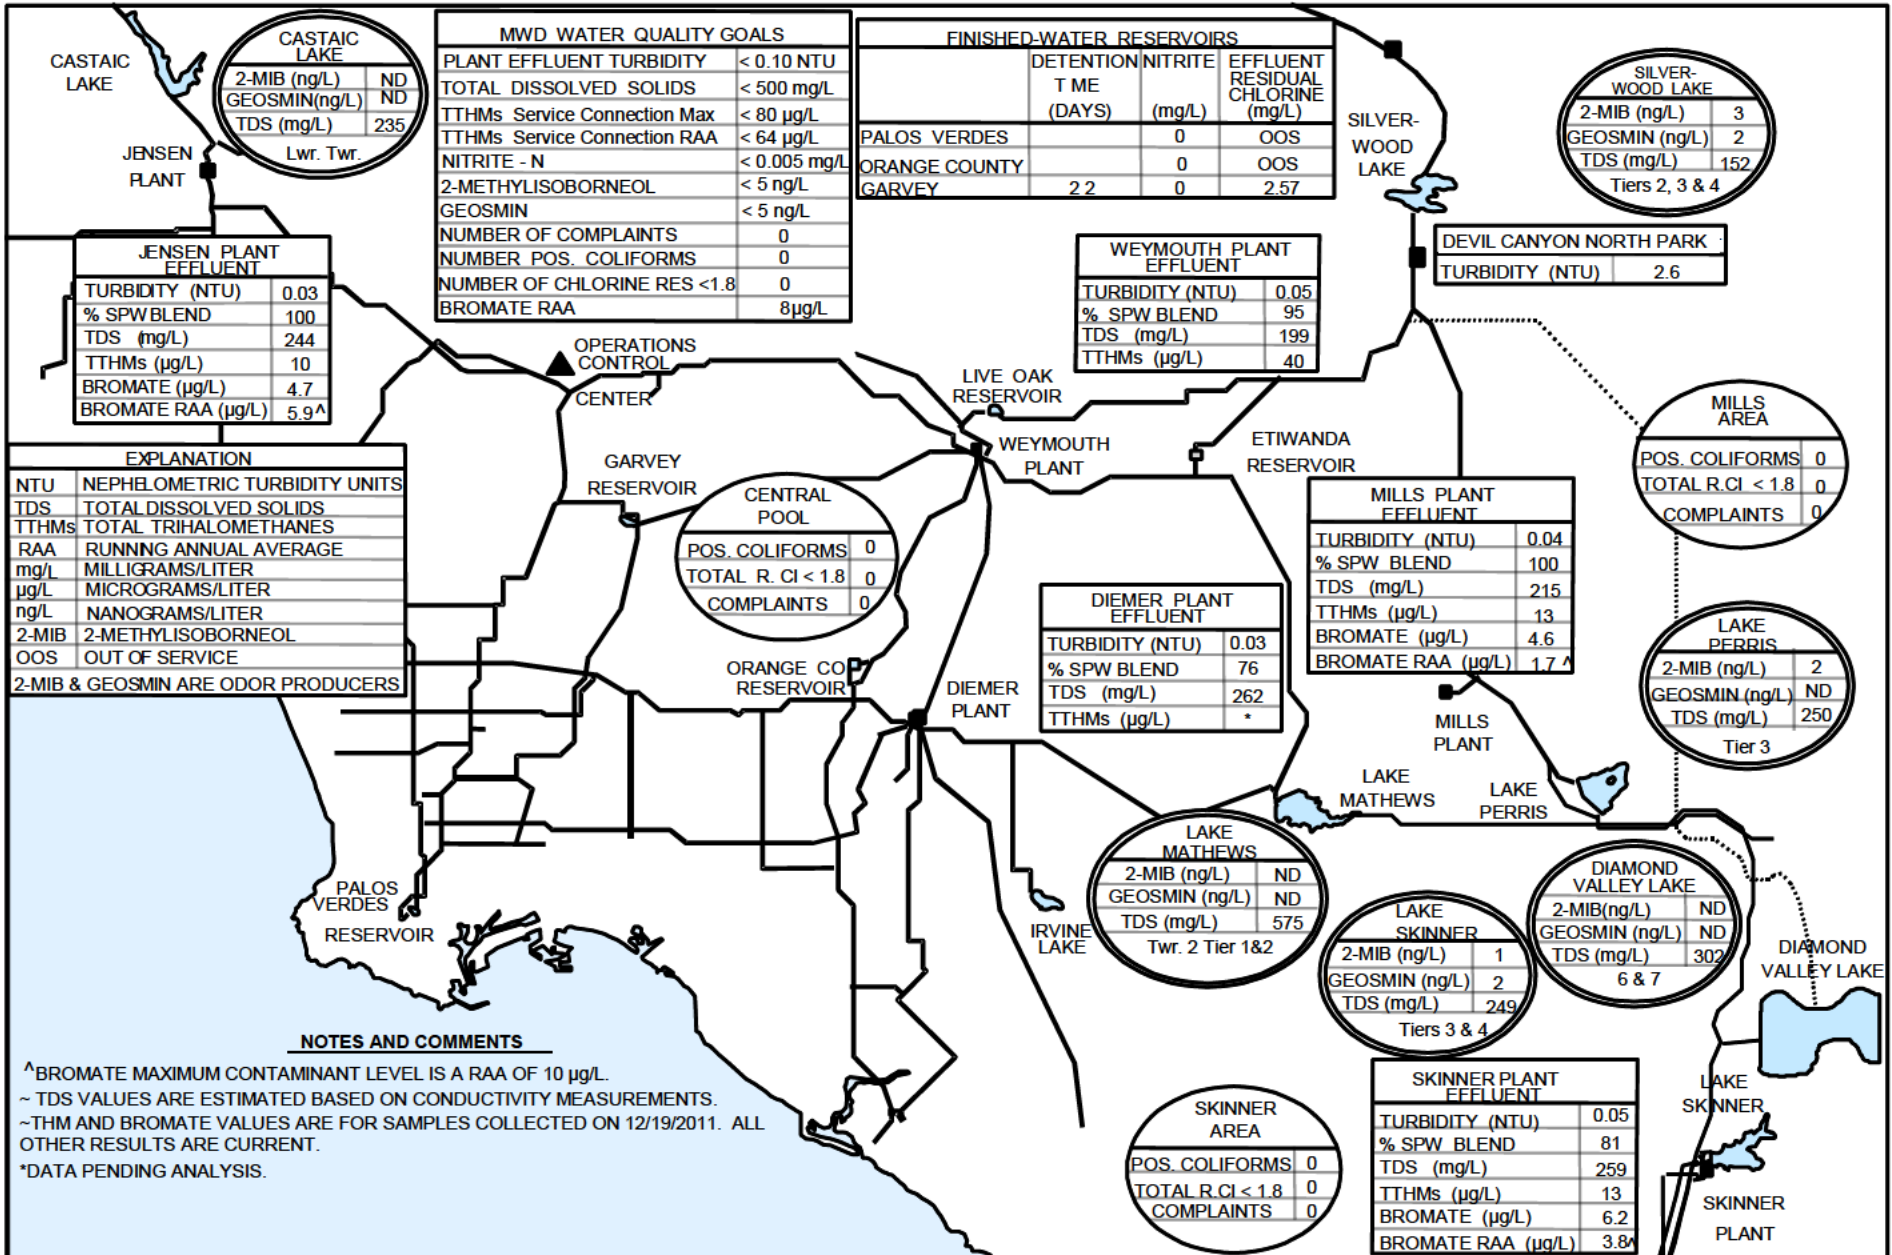 CASTAIC
LAKE
CASTAIC
LAKE
2-MIB (ng/L) ND
GEOSMIN(ng/L) ND
TDS (mg/L) 235
Lwr. Twr.
JENSEN
PLANT
MWD WATER QUALITY GOALS
PLANT EFFLUENT TURBIDITY < 0.10 NTU
TOTAL DISSOLVED SOLIDS < 500 mg/L
TTHMs Service Connection Max < 80 µg/L
TTHMs Service Connection RAA < 64 µg/L
NITRITE - N < 0.005 mg/L
2-METHYLISOBORNEOL < 5 ng/L
GEOSMIN < 5 ng/L
NUMBER OF COMPLAINTS 0
NUMBER POS. COLIFORMS 0
NUMBER OF CHLORINE RES <1.8 0
BROMATE RAA 8µg/L
FINISHED-WATER RESERVOIRS
DETENTION NITRITE EFFLUENT
T ME RESIDUAL
CHLORINE
(DAYS) (mg/L) (mg/L)
PALOS VERDES 0 OOS
ORANGE COUNTY 0 OOS
GARVEY 2 2 0 2.57
SILVER-
WOOD
LAKE
SILVER-
WOOD LAKE
2-MIB (ng/L) 3
GEOSMIN (ng/L) 2
TDS (mg/L) 152
Tiers 2, 3 & 4
DEVIL CANYON NORTH PARK
TURBIDITY (NTU) 2.6
JENSEN PLANT
EFFLUENT
TURBIDITY (NTU) 0.03
% SPW BLEND 100
TDS (mg/L) 244
TTHMs (µg/L) 10
BROMATE (µg/L) 4.7
BROMATE RAA (µg/L) 5.9^
WEYMOUTH PLANT
EFFLUENT
TURBIDITY (NTU) 0.05
% SPW BLEND 95
TDS (mg/L) 199
TTHMs (µg/L) 40
OPERATIONS
CONTROL
CENTER
LIVE OAK
RESERVOIR
WEYMOUTH
PLANT
ETIWANDA
RESERVOIR
GARVEY
RESERVOIR
MILLS
AREA
POS. COLIFORMS 0
TOTAL R.Cl < 1.8 0
COMPLAINTS 0
EXPLANATION
NTU NEPHELOMETRIC TURBIDITY UNITS
TDS TOTAL DISSOLVED SOLIDS
TTHMs TOTAL TRIHALOMETHANES
RAA RUNNING ANNUAL AVERAGE
mg/L MILLIGRAMS/LITER
µg/L MICROGRAMS/LITER
ng/L NANOGRAMS/LITER
2-MIB 2-METHYLISOBORNEOL
OOS OUT OF SERVICE
2-MIB & GEOSMIN ARE ODOR PRODUCERS
CENTRAL
POOL
POS. COLIFORMS 0
TOTAL R. Cl < 1.8 0
COMPLAINTS 0
MILLS PLANT
EFFLUENT
TURBIDITY (NTU) 0.04
% SPW BLEND 100
TDS (mg/L) 215
TTHMs (µg/L) 13
BROMATE (µg/L) 4.6
BROMATE RAA (µg/L) 1.7 ^
DIEMER PLANT
EFFLUENT
TURBIDITY (NTU) 0.03
% SPW BLEND 76
TDS (mg/L) 262
TTHMs (µg/L) *
LAKE
PERRIS
2-MIB (ng/L) 2
GEOSMIN (ng/L) ND
TDS (mg/L) 250
Tier 3
ORANGE CO
RESERVOIR
DIEMER
PLANT
MILLS
PLANT
LAKE
MATHEWS
LAKE
PERRIS
LAKE
MATHEWS
2-MIB (ng/L) ND
GEOSMIN (ng/L) ND
TDS (mg/L) 575
Twr. 2 Tier 1&2
DIAMOND
VALLEY LAKE
2-MIB(ng/L) ND
GEOSMIN (ng/L) ND
TDS (mg/L) 302
6 & 7
PALOS
VERDES
RESERVOIR
IRVINE
LAKE
LAKE
SKINNER
2-MIB (ng/L) 1
GEOSMIN (ng/L) 2
TDS (mg/L) 249
Tiers 3 & 4
DIAMOND
VALLEY LAKE
NOTES AND COMMENTS
^BROMATE MAXIMUM CONTAMINANT LEVEL IS A RAA OF 10 µg/L.
~ TDS VALUES ARE ESTIMATED BASED ON CONDUCTIVITY MEASUREMENTS.
~THM AND BROMATE VALUES ARE FOR SAMPLES COLLECTED ON 12/19/2011. ALL
OTHER RESULTS ARE CURRENT.
*DATA PENDING ANALYSIS.
SKINNER
AREA
POS. COLIFORMS 0
TOTAL R.Cl < 1.8 0
COMPLAINTS 0
SKINNER PLANT
EFFLUENT
TURBIDITY (NTU) 0.05
% SPW BLEND 81
TDS (mg/L) 259
TTHMs (µg/L) 13
BROMATE (µg/L) 6.2
BROMATE RAA (µg/L) 3.8^
LAKE
SKINNER
SKINNER
PLANT